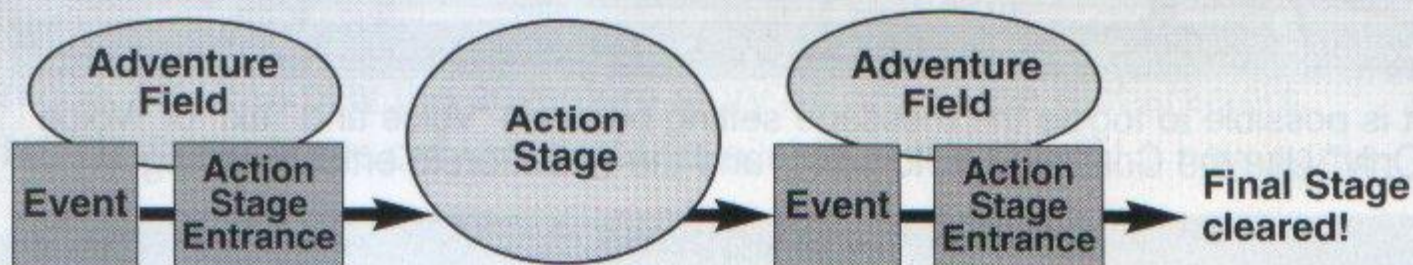 Adventure
Field
Event
Action
Stage
Entrance
Action
Stage
Adventure
Field
Event
Action
Stage
Entrance
Final Stage
cleared!